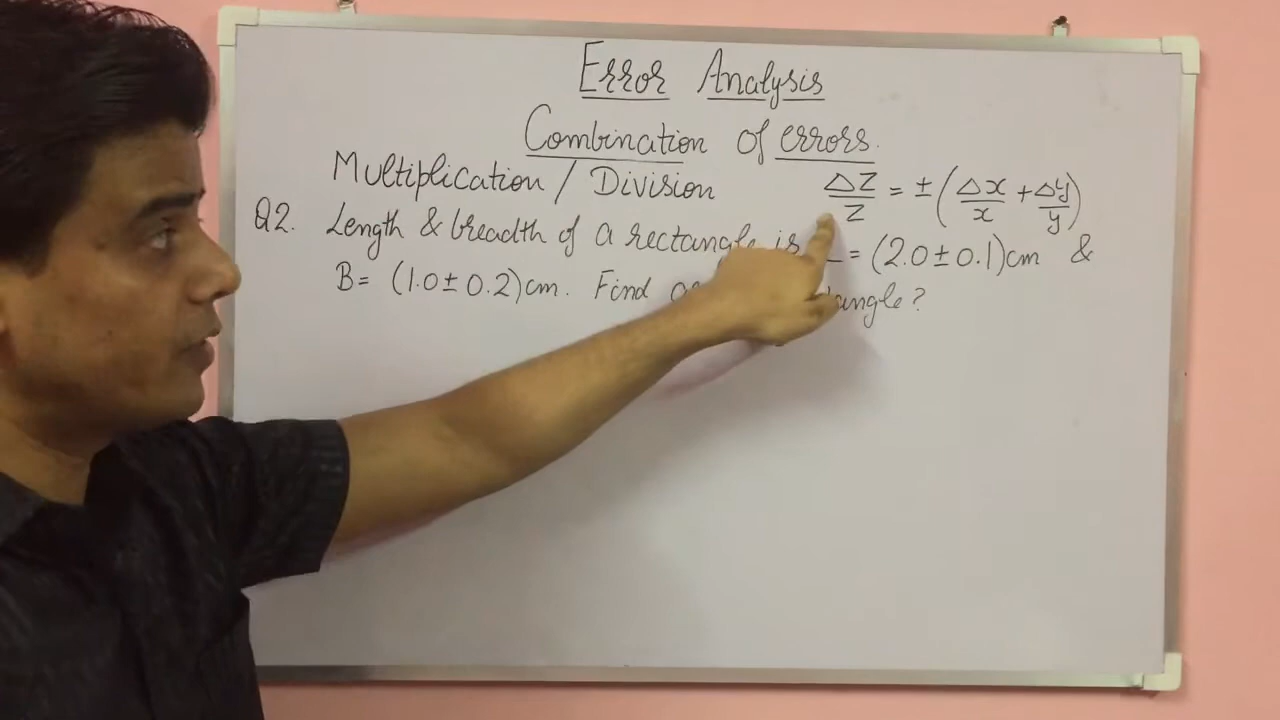 Error Analysis
Combination of errors.
Multiplication / Division ΔZ/Z = ± (Δx/x + Δy/y)
Q2. Length & breadth of a rectangle is = (2.0 ± 0.1) cm &
B = (1.0 ± 0.2) cm. Find angle?